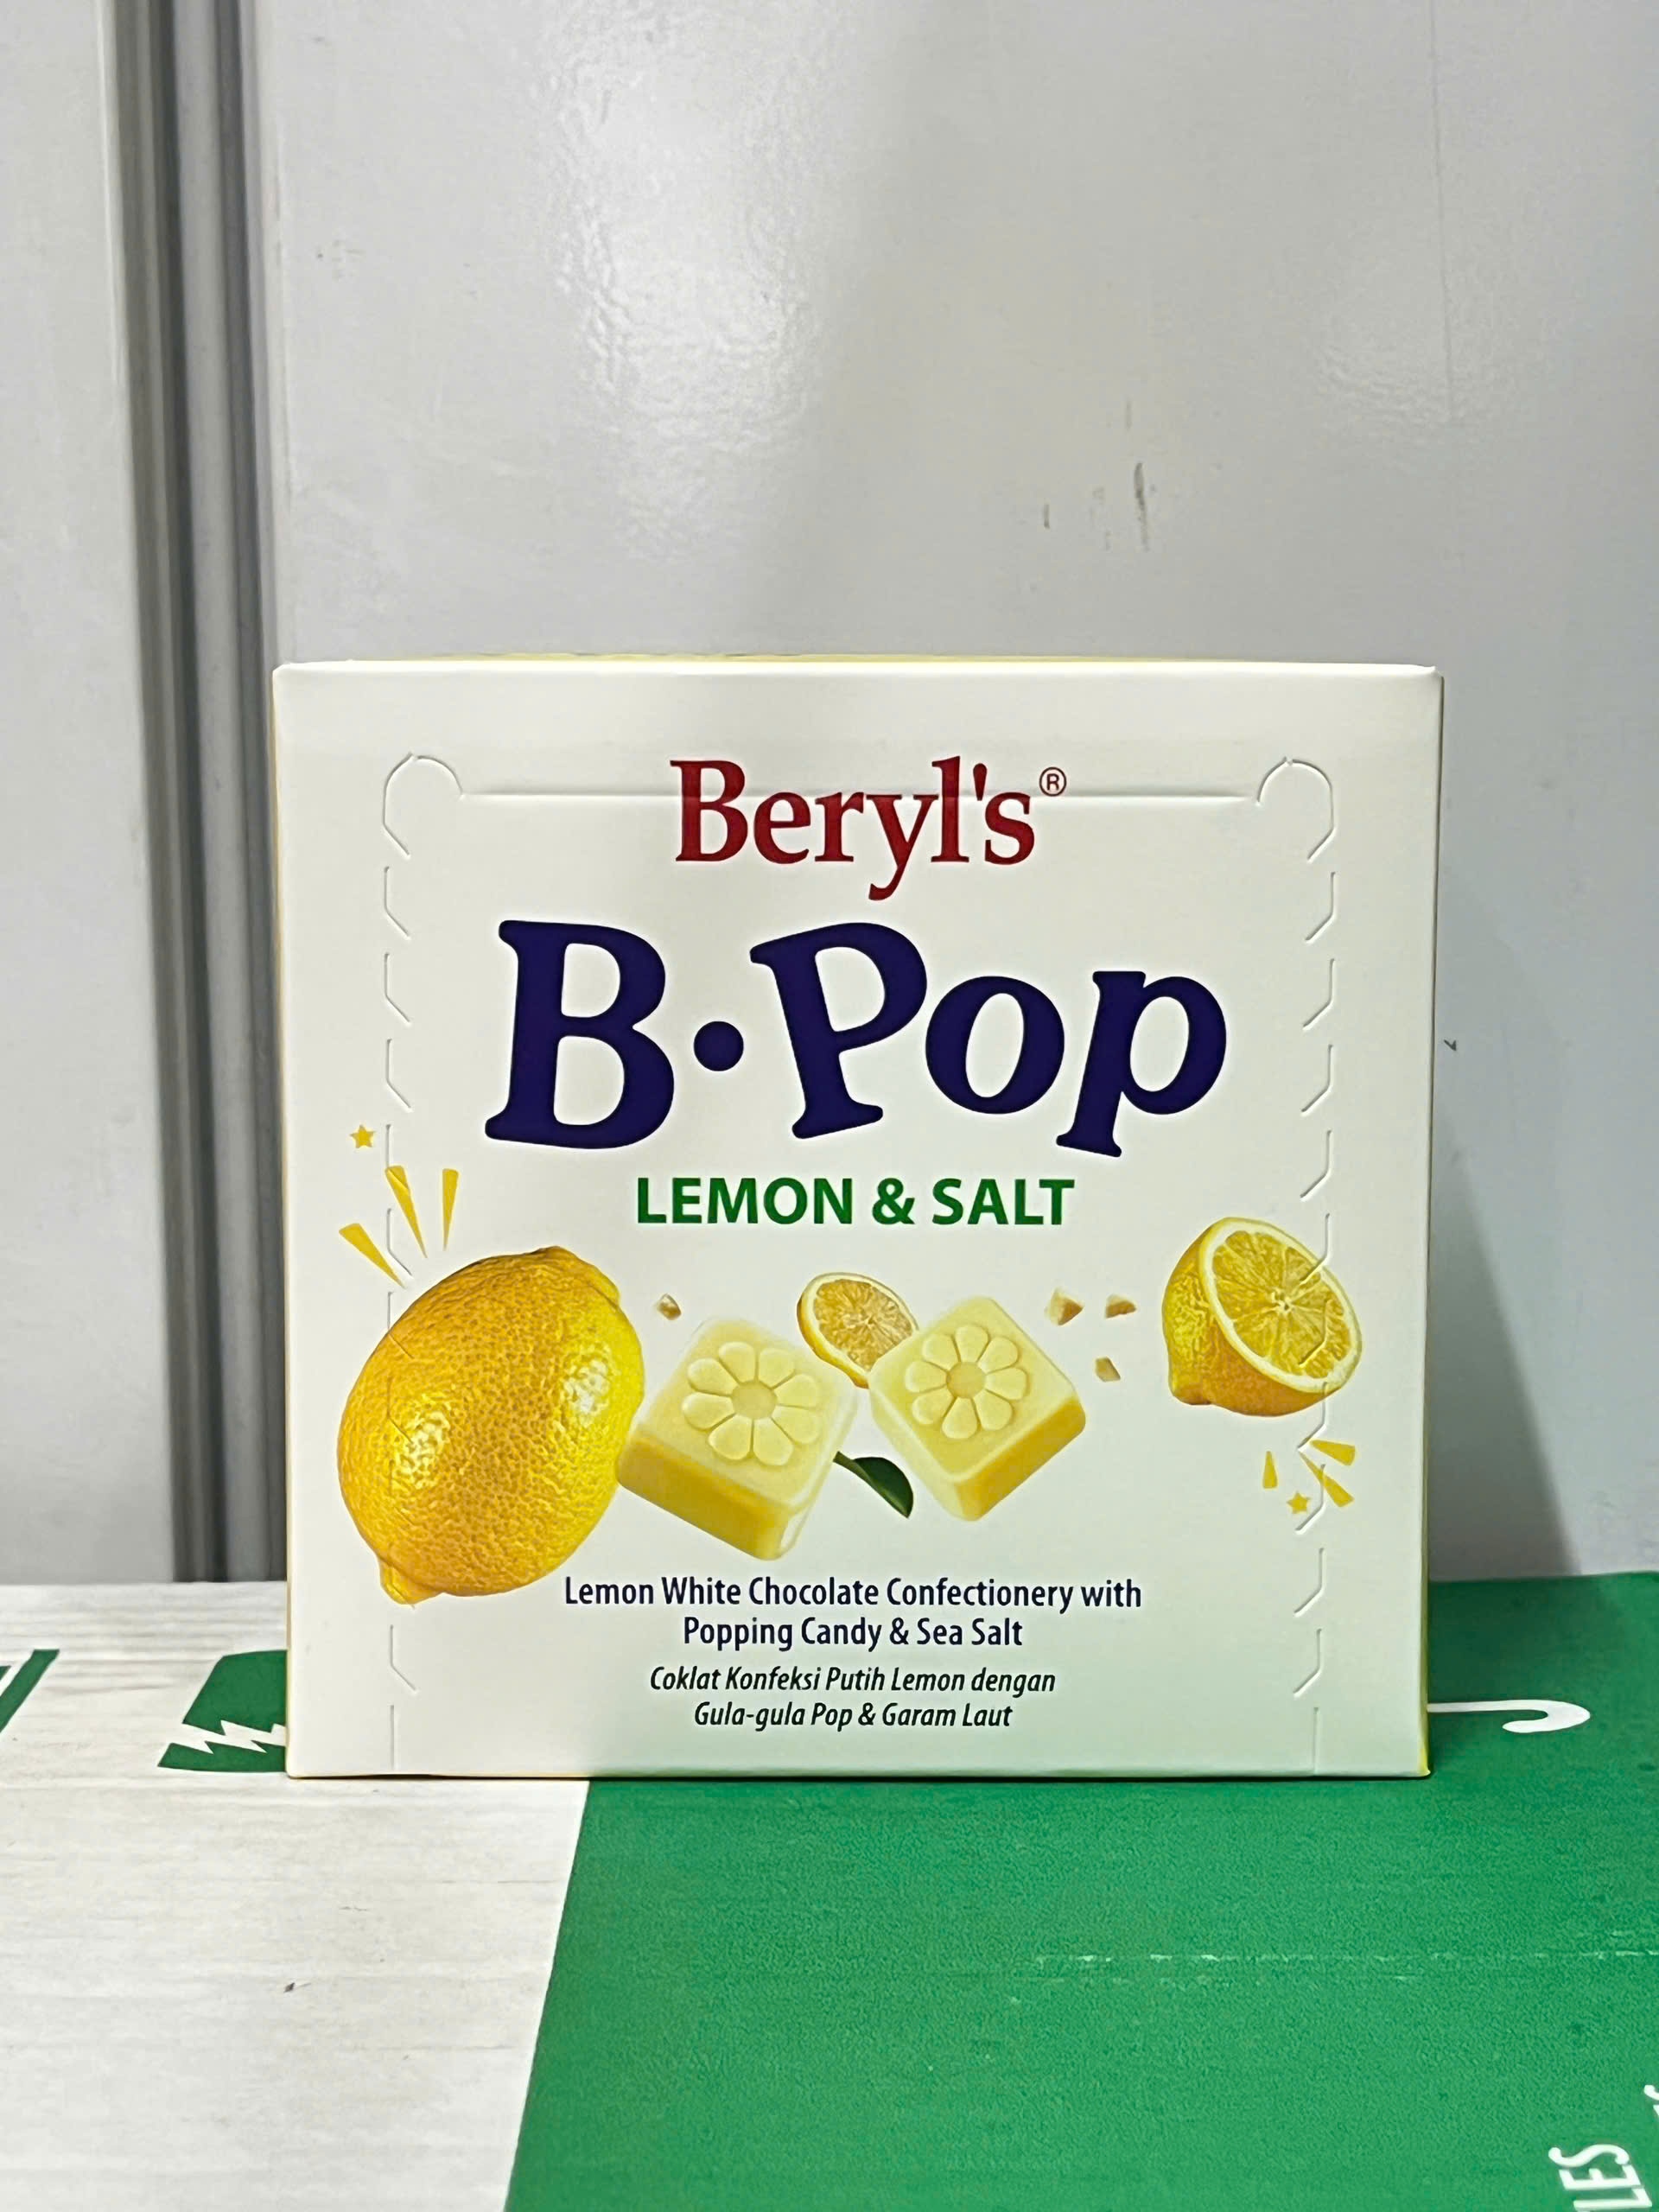 Beryl's®
B·Pop
LEMON & SALT
Lemon White Chocolate Confectionery with
Popping Candy & Sea Salt
Coklat Konfeksi Putih Lemon dengan
Gula-gula Pop & Garam Laut